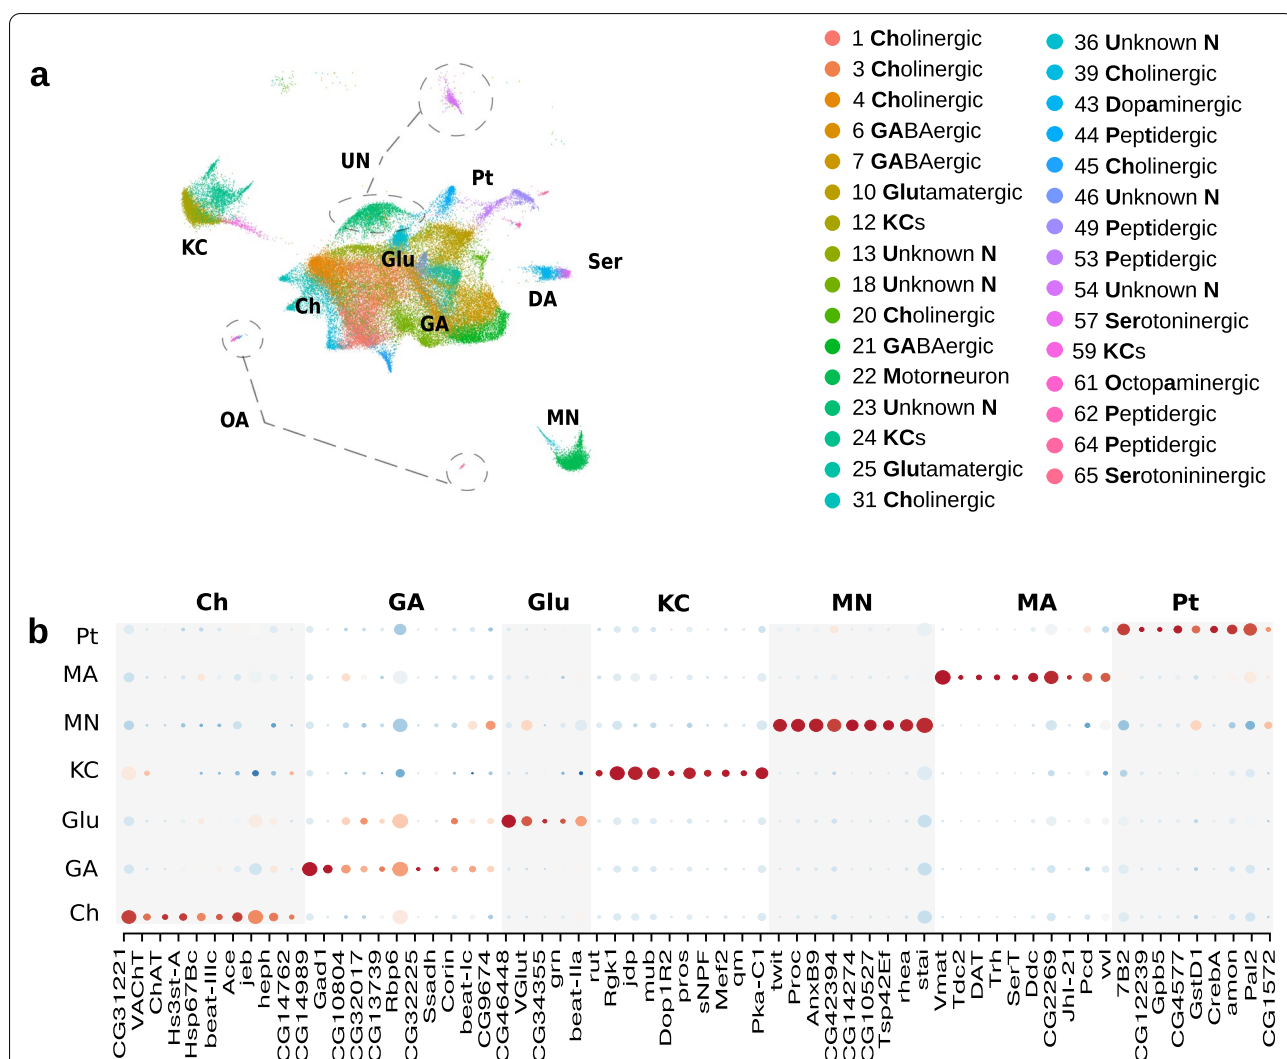 a
UN
Pt
KC
Glu
Ser
DA
Ch
GA
OA
MN
1 Cholinergic
3 Cholinergic
4 Cholinergic
6 GABAergic
7 GABAergic
10 Glutamatergic
12 KCs
13 Unknown N
18 Unknown N
20 Cholinergic
21 GABAergic
22 Motorneuron
23 Unknown N
24 KCs
25 Glutamatergic
31 Cholinergic
36 Unknown N
39 Cholinergic
43 Dopaminergic
44 Peptidergic
45 Cholinergic
46 Unknown N
49 Peptidergic
53 Peptidergic
54 Unknown N
57 Serotoninergic
59 KCs
61 Octopaminergic
62 Peptidergic
64 Peptidergic
65 Serotonininergic
b
Ch GA Glu KC MN MA Pt
Pt
MA
MN
KC
Glu
GA
Ch
CG31221
VAChT
ChAT
Hs3st-A
Hsp67Bc
beat-IIIc
Ace
jeb
heph
CG14762
CG14989
Gad1
CG10804
CG32017
CG13739
Rbp6
CG32225
Ssadh
Corin
beat-Ic
CG9674
CG46448
VGlut
CG34355
grn
beat-IIa
rut
Rgk1
jdp
mub
Dop1R2
pros
sNPF
Mef2
qm
Pka-C1
twit
Proc
AnxB9
CG42394
CG14274
CG10527
Tsp42Ef
rhea
stai
Vmat
Tdc2
DAT
Trh
SerT
Ddc
CG2269
Jhl-21
Pcd
vvl
7B2
CG12239
Gpb5
CG4577
GstD1
CrebA
amon
Pal2
CG1572